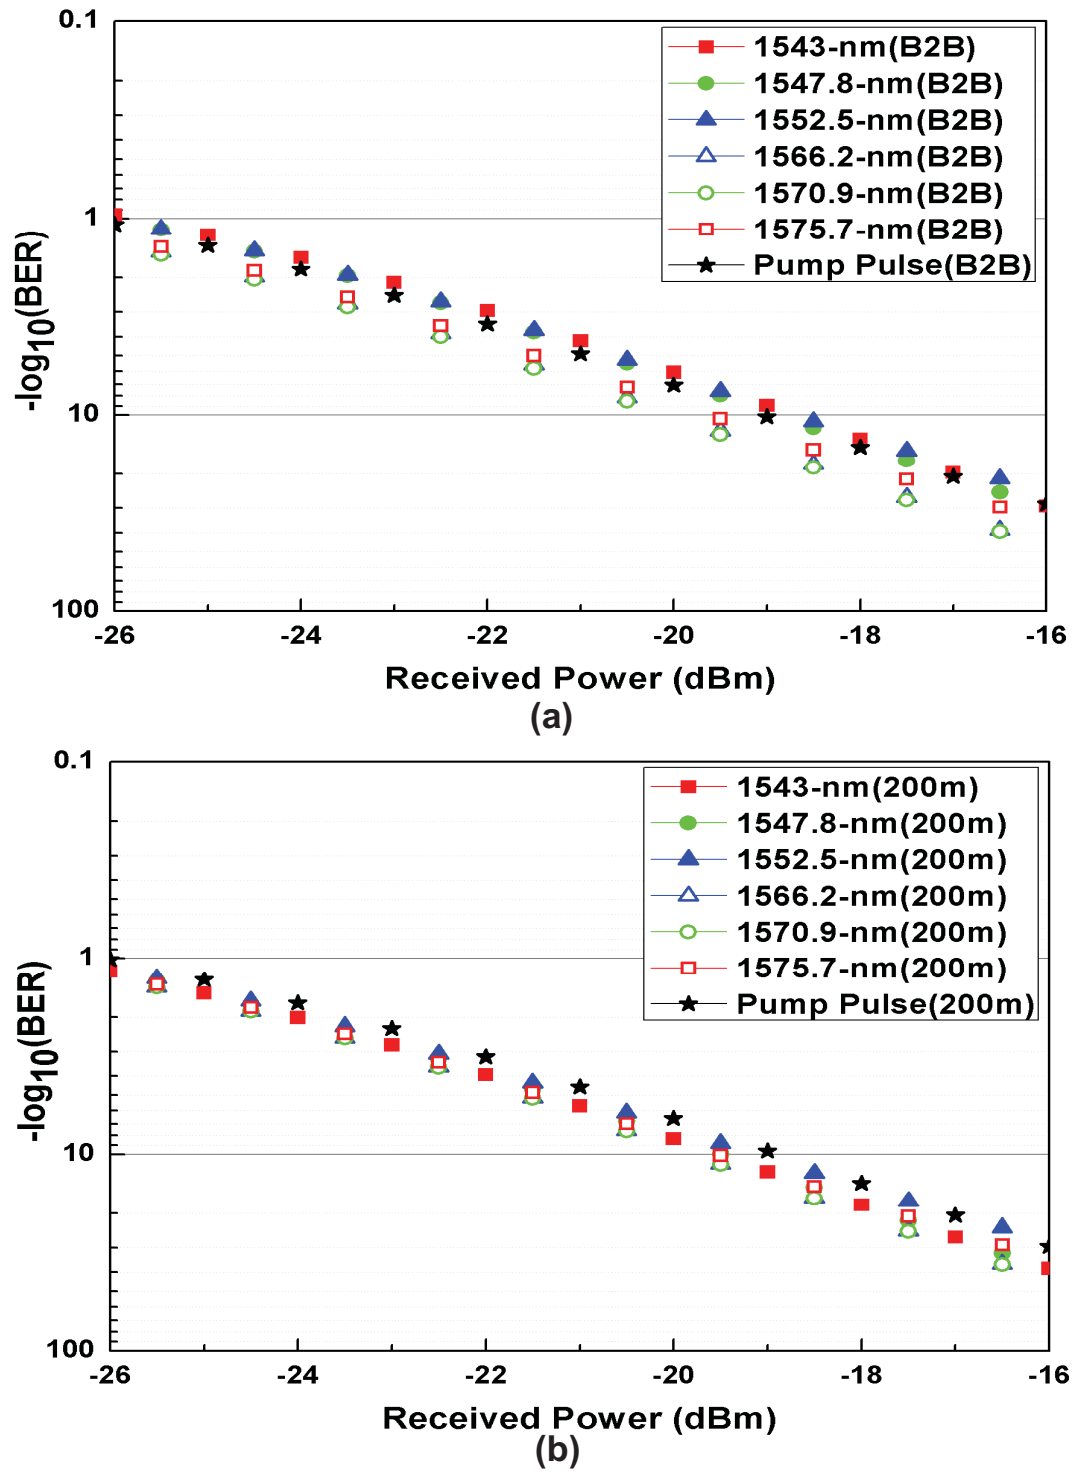 0.1
1543-nm(B2B)
1547.8-nm(B2B)
1552.5-nm(B2B)
1566.2-nm(B2B)
1570.9-nm(B2B)
1575.7-nm(B2B)
Pump Pulse(B2B)
1
-log10(BER)
10
100
-26 -24 -22 -20 -18 -16
Received Power (dBm)
(a)
0.1
1543-nm(200m)
1547.8-nm(200m)
1552.5-nm(200m)
1566.2-nm(200m)
1570.9-nm(200m)
1575.7-nm(200m)
Pump Pulse(200m)
1
-log10(BER)
10
100
-26 -24 -22 -20 -18 -16
Received Power (dBm)
(b)